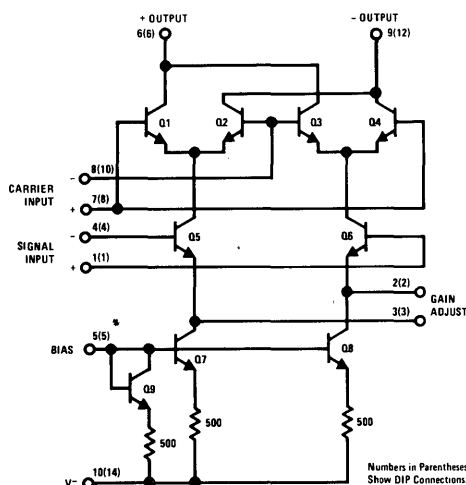 + OUTPUT
6(6)
- OUTPUT
9(12)
Q1
Q2
Q3
Q4
- 8(10)
CARRIER INPUT
+ 7(8)
- 4(4)
SIGNAL INPUT
+ 1(1)
Q5
Q6
2(2)
GAIN ADJUST
3(3)
BIAS
5(5)
Q7
Q8
Q9
500
500
500
V- 10(14)
Numbers in Parentheses
Show DIP Connections